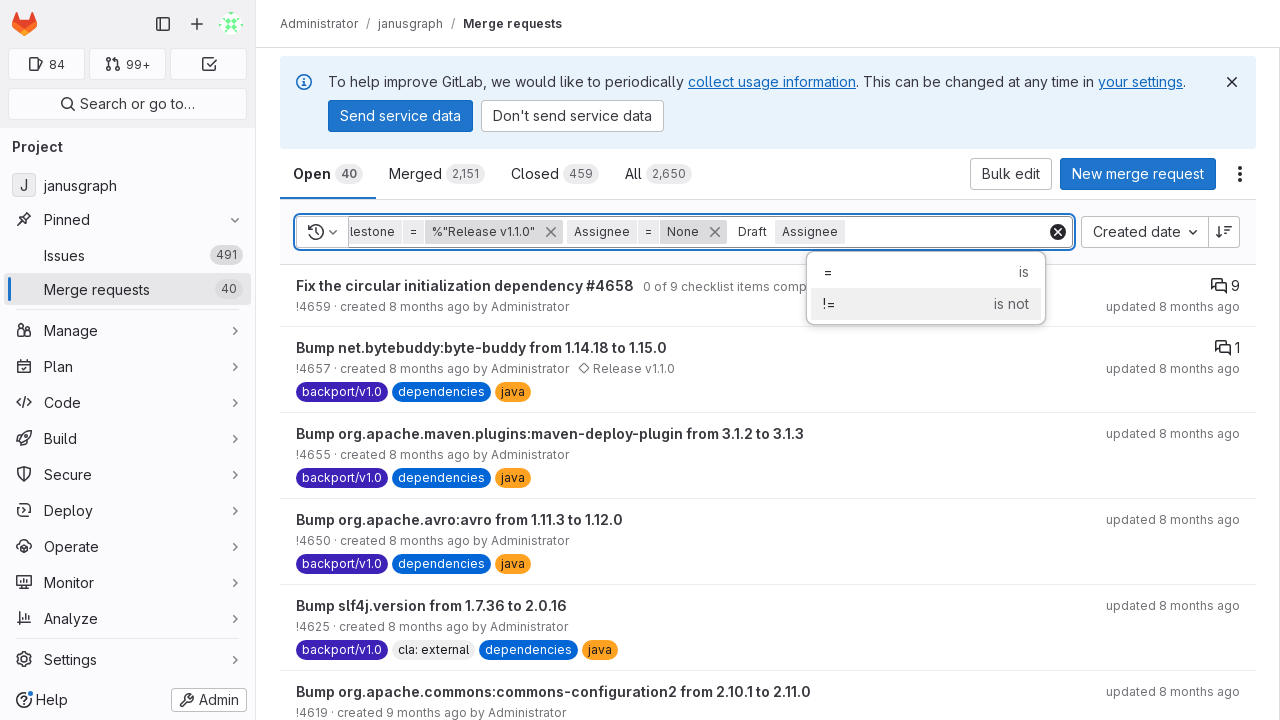 Administrator / janusgraph / Merge requests
84
99+
Search or go to…
Project
J janusgraph
Pinned
Issues 491
Merge requests 40
Manage
Plan
Code
Build
Secure
Deploy
Operate
Monitor
Analyze
Settings
Help
Admin
To help improve GitLab, we would like to periodically collect usage information. This can be changed at any time in your settings.
Send service data
Don't send service data
Open 40
Merged 2,151
Closed 459
All 2,650
Bulk edit
New merge request
lestone = %"Release v1.1.0" Assignee = None Draft Assignee
Created date
= is
!= is not
Fix the circular initialization dependency #4658 0 of 9 checklist items comp 9
!4659 · created 8 months ago by Administrator updated 8 months ago
Bump net.bytebuddy:byte-buddy from 1.14.18 to 1.15.0 1
!4657 · created 8 months ago by Administrator Release v1.1.0 updated 8 months ago
backport/v1.0 dependencies java
Bump org.apache.maven.plugins:maven-deploy-plugin from 3.1.2 to 3.1.3 updated 8 months ago
!4655 · created 8 months ago by Administrator
backport/v1.0 dependencies java
Bump org.apache.avro:avro from 1.11.3 to 1.12.0 updated 8 months ago
!4650 · created 8 months ago by Administrator
backport/v1.0 dependencies java
Bump slf4j.version from 1.7.36 to 2.0.16 updated 8 months ago
!4625 · created 8 months ago by Administrator
backport/v1.0 cla: external dependencies java
Bump org.apache.commons:commons-configuration2 from 2.10.1 to 2.11.0 updated 8 months ago
!4619 · created 9 months ago by Administrator